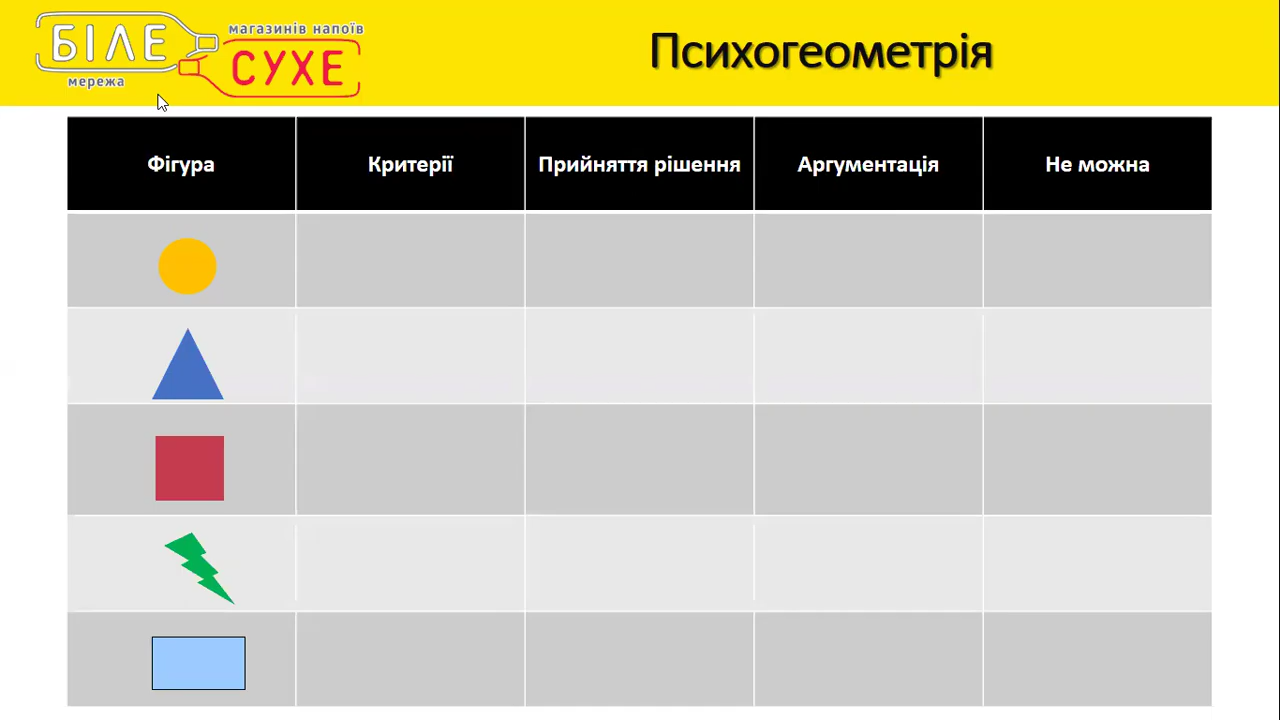 БІЛЕ
мережа
магазинів напоїв
СУХЕ
Психогеометрія
Фігура
Критерії
Прийняття рішення
Аргументація
Не можна